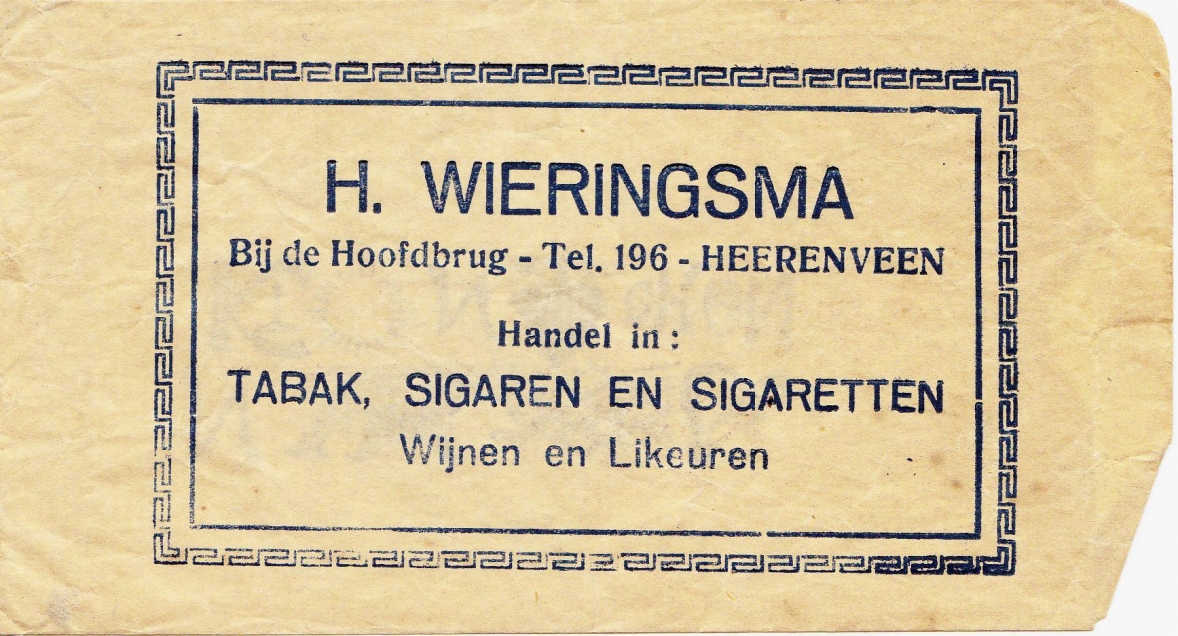 H. WIERINGSMA
Bij de Hoofdbrug - Tel. 196 - HEERENVEEN
Handel in :
TABAK, SIGAREN EN SIGARETTEN
Wijnen en Likeuren